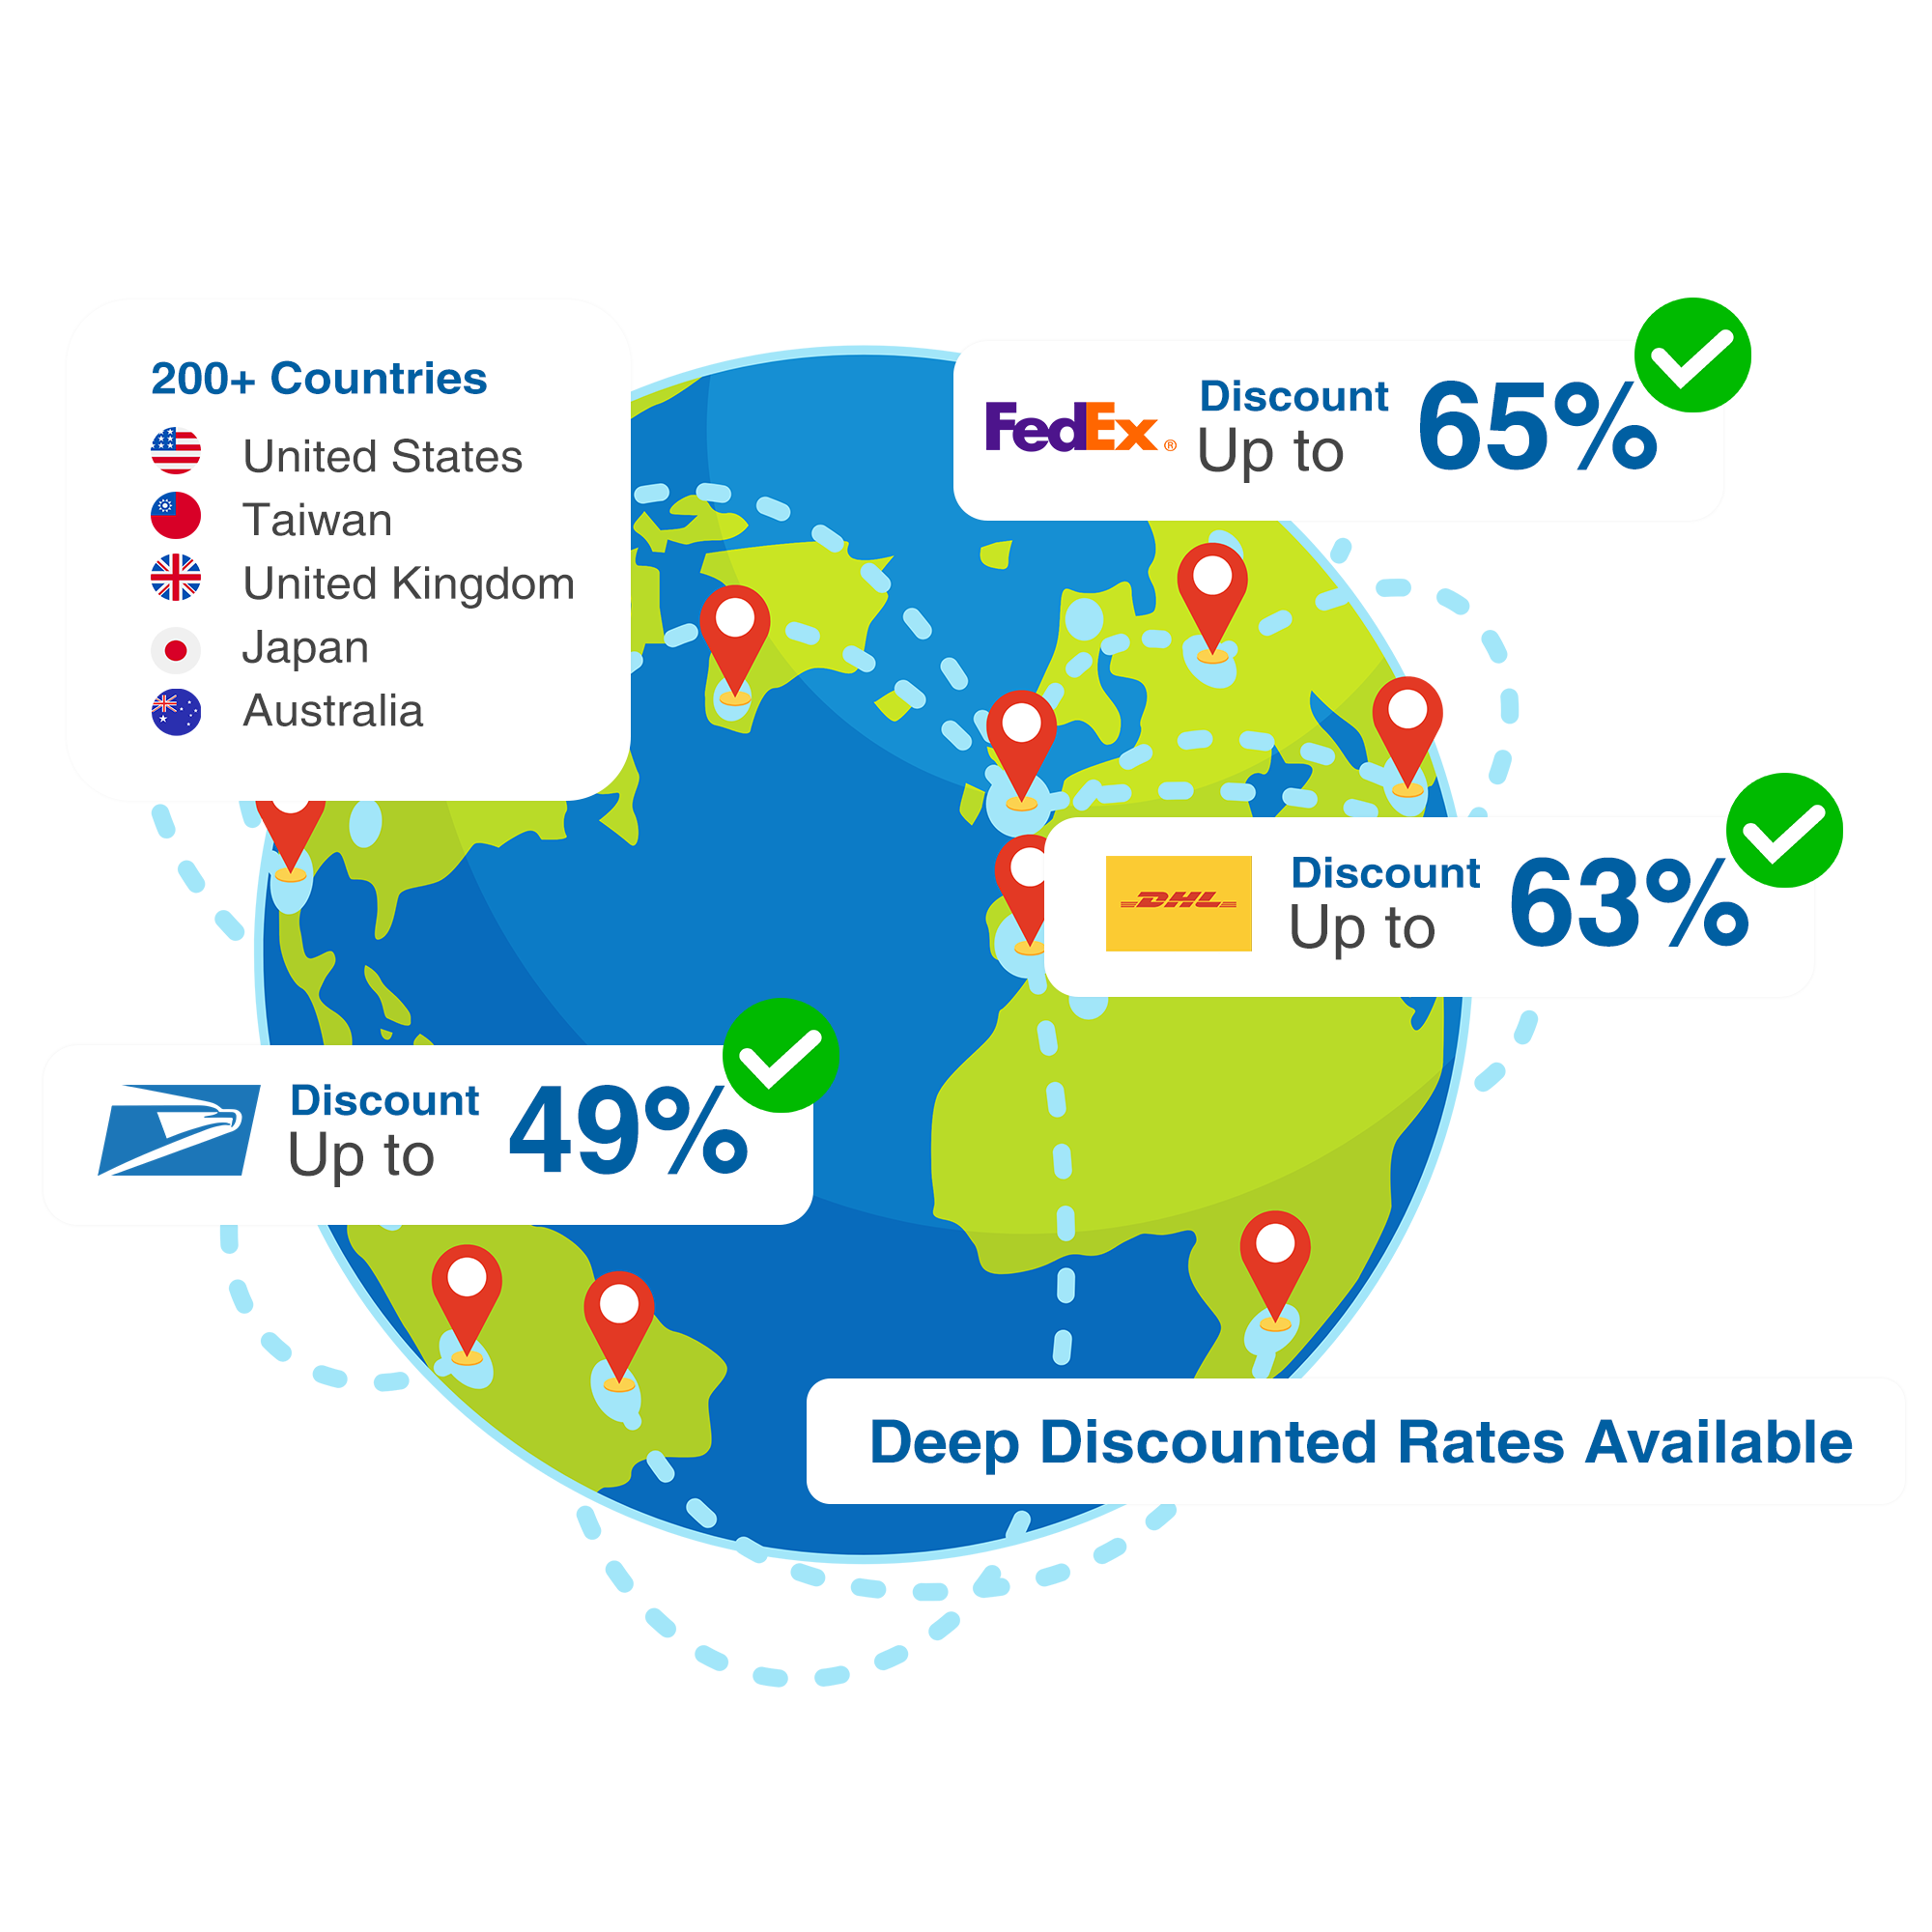 200+ Countries
United States
Taiwan
United Kingdom
Japan
Australia
FedEx®
Discount
Up to
65%
DHL
Discount
Up to
63%
Discount
Up to
49%
Deep Discounted Rates Available